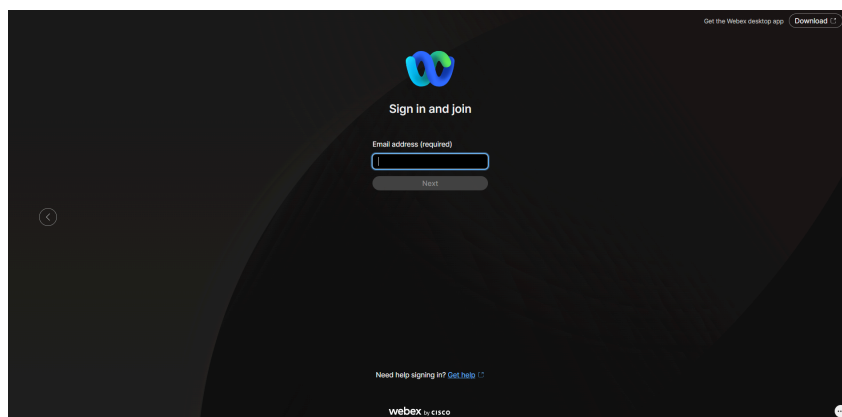 Get the Webex desktop app Download
Sign in and join
Email address (required)
Next
Need help signing in? Get help
webex by CISCO